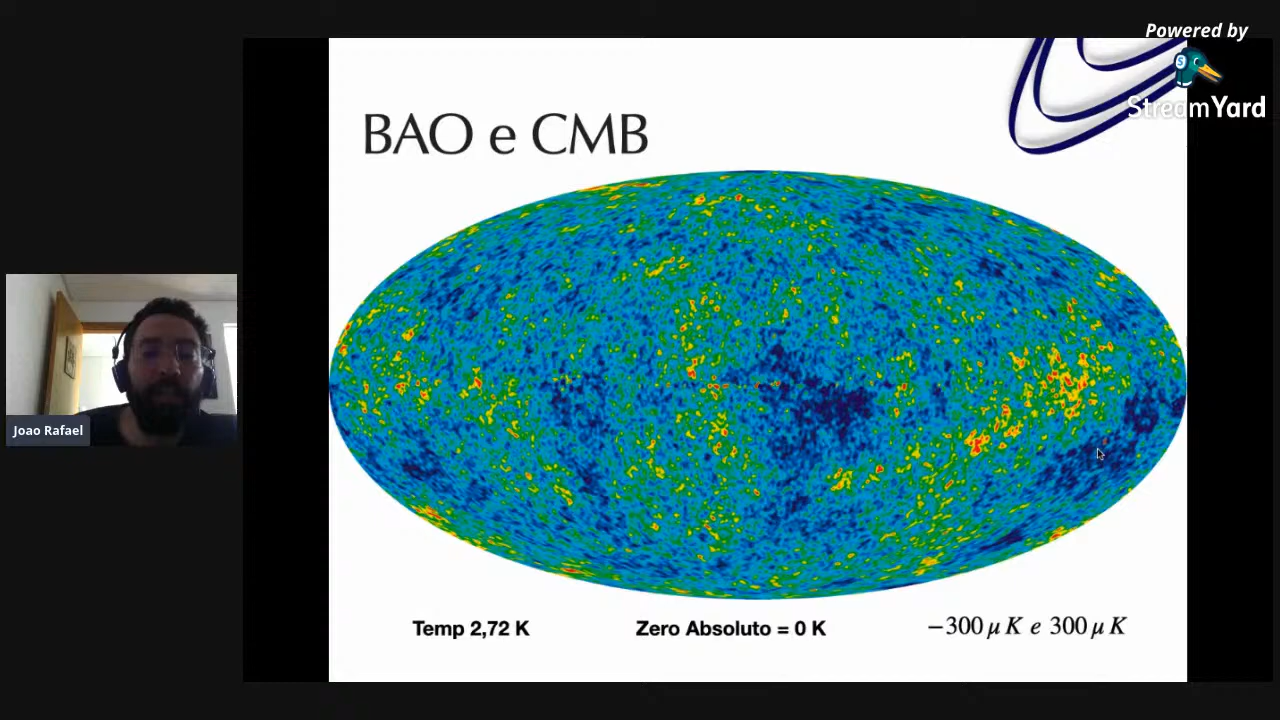 Powered by
StreamYard
BAO e CMB
Joao Rafael
Temp 2,72 K
Zero Absoluto = 0 K
−300 μ K e 300 μ K